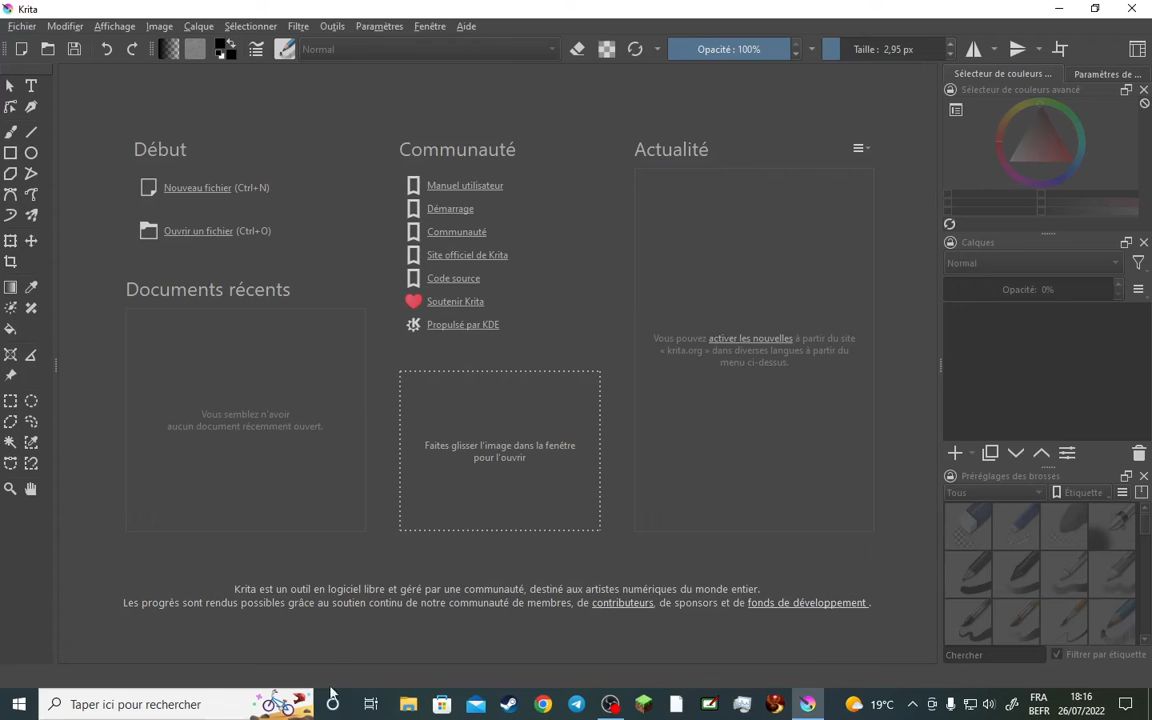 Krita
Fichier Modifier Affichage Image Calque Sélectionner Filtre Outils Paramètres Fenêtre Aide
Normal Opacité : 100% Taille : 2,95 px
Sélecteur de couleurs ... Paramètres de ...
Sélecteur de couleurs avancé
Début
Nouveau fichier (Ctrl+N)
Ouvrir un fichier (Ctrl+O)
Documents récents
Vous semblez n'avoir
aucun document récemment ouvert.
Communauté
Manuel utilisateur
Démarrage
Communauté
Site officiel de Krita
Code source
Soutenir Krita
Propulsé par KDE
Faites glisser l'image dans la fenêtre
pour l'ouvrir
Actualité
Vous pouvez activer les nouvelles à partir du site
« krita.org » dans diverses langues à partir du
menu ci-dessus.
Krita est un outil en logiciel libre et géré par une communauté, destiné aux artistes numériques du monde entier.
Les progrès sont rendus possibles grâce au soutien continu de notre communauté de membres, de contributeurs, de sponsors et de fonds de développement .
Calques
Normal
Opacité: 0%
Préréglages des brosses
Tous Étiquette
Chercher Filtrer par étiquette
Taper ici pour rechercher
19°C
FRA
BEFR
18:16
26/07/2022